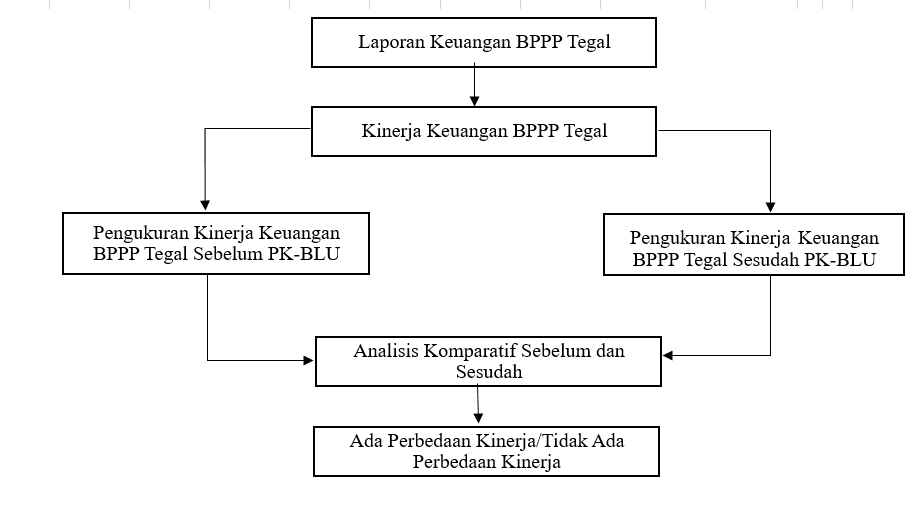 Laporan Keuangan BPPP Tegal
Kinerja Keuangan BPPP Tegal
Pengukuran Kinerja Keuangan
BPPP Tegal Sebelum PK-BLU
Pengukuran Kinerja Keuangan
BPPP Tegal Sesudah PK-BLU
Analisis Komparatif Sebelum dan
Sesudah
Ada Perbedaan Kinerja/Tidak Ada
Perbedaan Kinerja